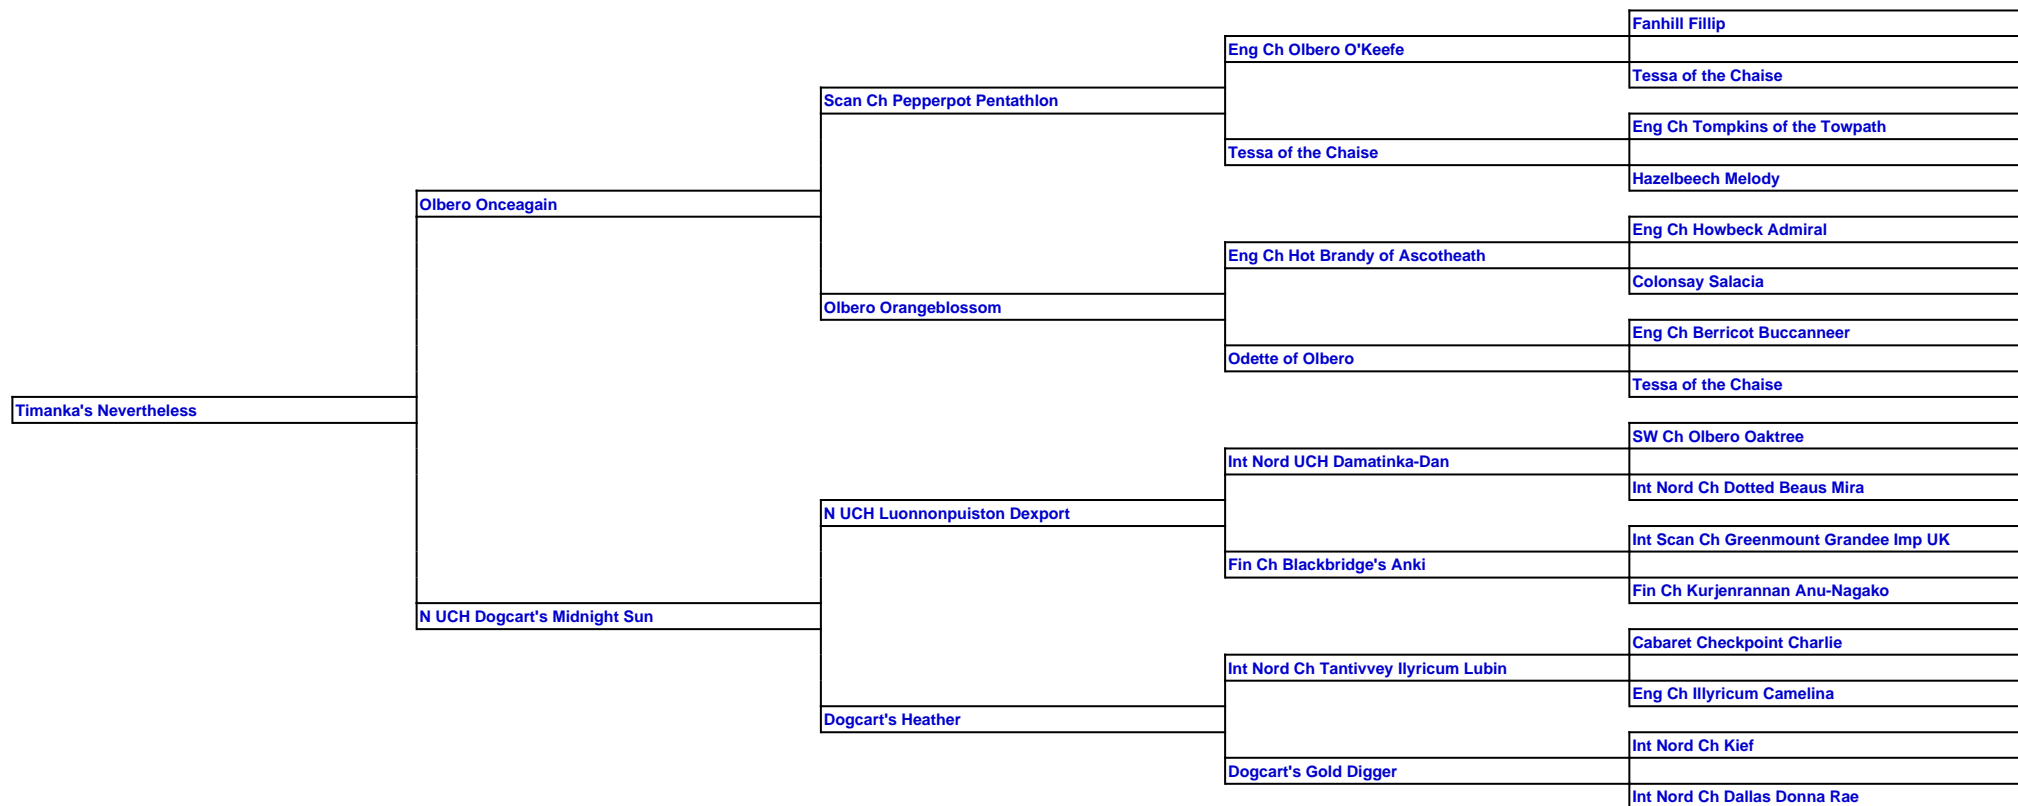 Fanhill Fillip
Eng Ch Olbero O'Keefe
Tessa of the Chaise
Scan Ch Pepperpot Pentathlon
Eng Ch Tompkins of the Towpath
Tessa of the Chaise
Hazelbeech Melody
Olbero Onceagain
Eng Ch Howbeck Admiral
Eng Ch Hot Brandy of Ascotheath
Colonsay Salacia
Olbero Orangeblossom
Eng Ch Berricot Buccanneer
Odette of Olbero
Tessa of the Chaise
Timanka's Nevertheless
SW Ch Olbero Oaktree
Int Nord UCH Damatinka-Dan
Int Nord Ch Dotted Beaus Mira
N UCH Luonnonpuiston Dexport
Int Scan Ch Greenmount Grandee Imp UK
Fin Ch Blackbridge's Anki
Fin Ch Kurjenrannan Anu-Nagako
N UCH Dogcart's Midnight Sun
Cabaret Checkpoint Charlie
Int Nord Ch Tantivvey Ilyricum Lubin
Eng Ch Illyricum Camelina
Dogcart's Heather
Int Nord Ch Kief
Dogcart's Gold Digger
Int Nord Ch Dallas Donna Rae